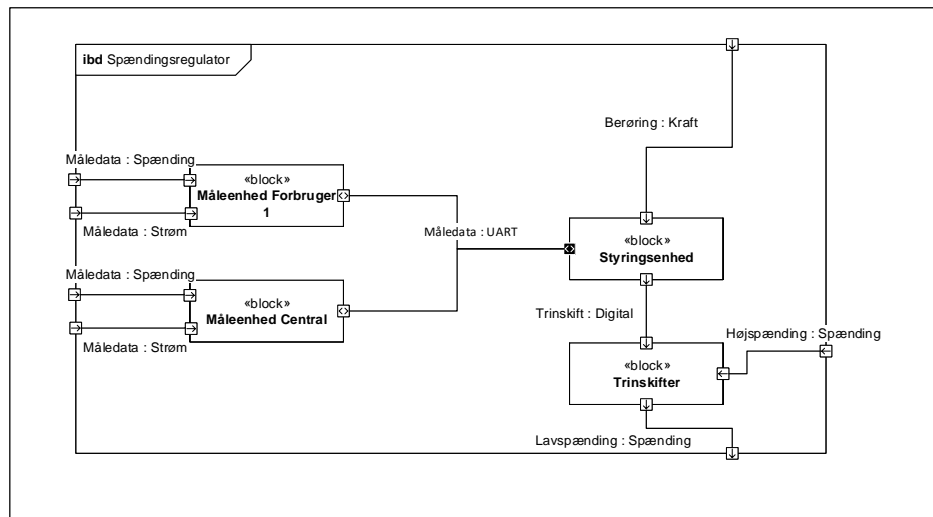 ibd Spændingsregulator
Berøring : Kraft
Måledata : Spænding
«block»
Måleenhed Forbruger
1
Måledata : Strøm
Måledata : UART
«block»
Styringsenhed
Måledata : Spænding
«block»
Måleenhed Central
Måledata : Strøm
Trinskift : Digital
Højspænding : Spænding
«block»
Trinskifter
Lavspænding : Spænding